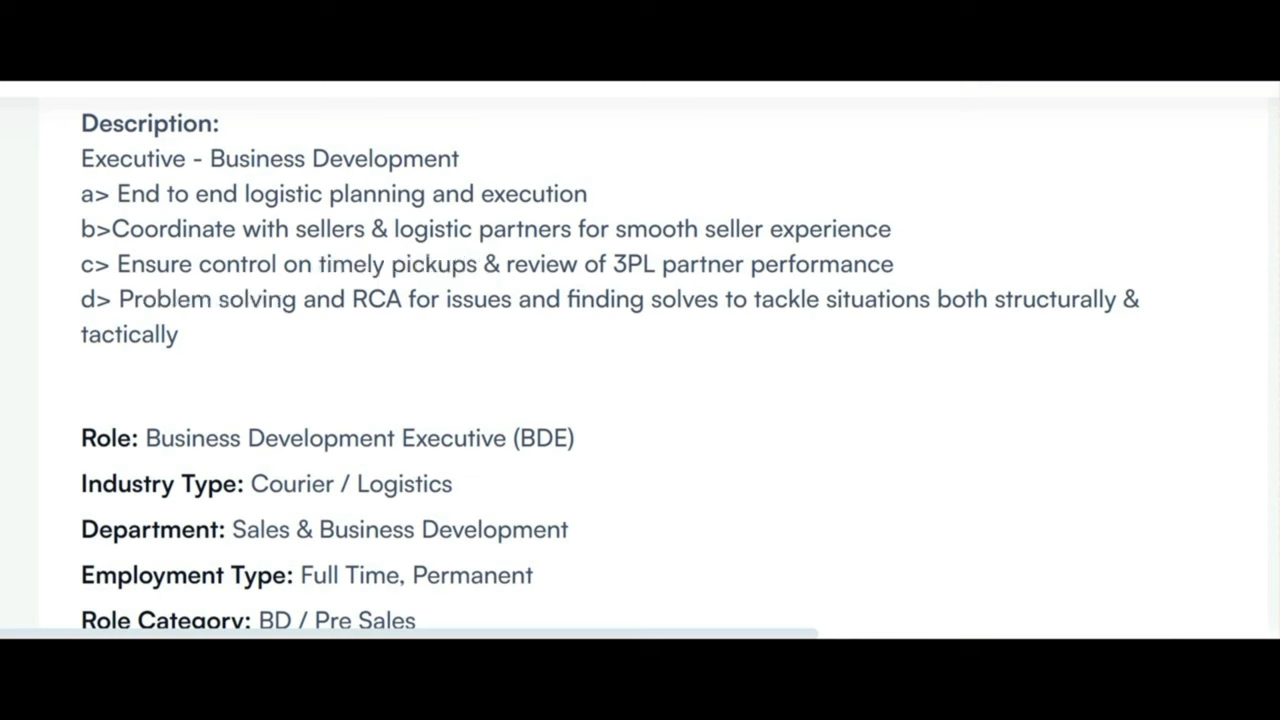 Description:
Executive - Business Development
a> End to end logistic planning and execution
b>Coordinate with sellers & logistic partners for smooth seller experience
c> Ensure control on timely pickups & review of 3PL partner performance
d> Problem solving and RCA for issues and finding solves to tackle situations both structurally &
tactically
Role: Business Development Executive (BDE)
Industry Type: Courier / Logistics
Department: Sales & Business Development
Employment Type: Full Time, Permanent
Role Category: BD / Pre Sales